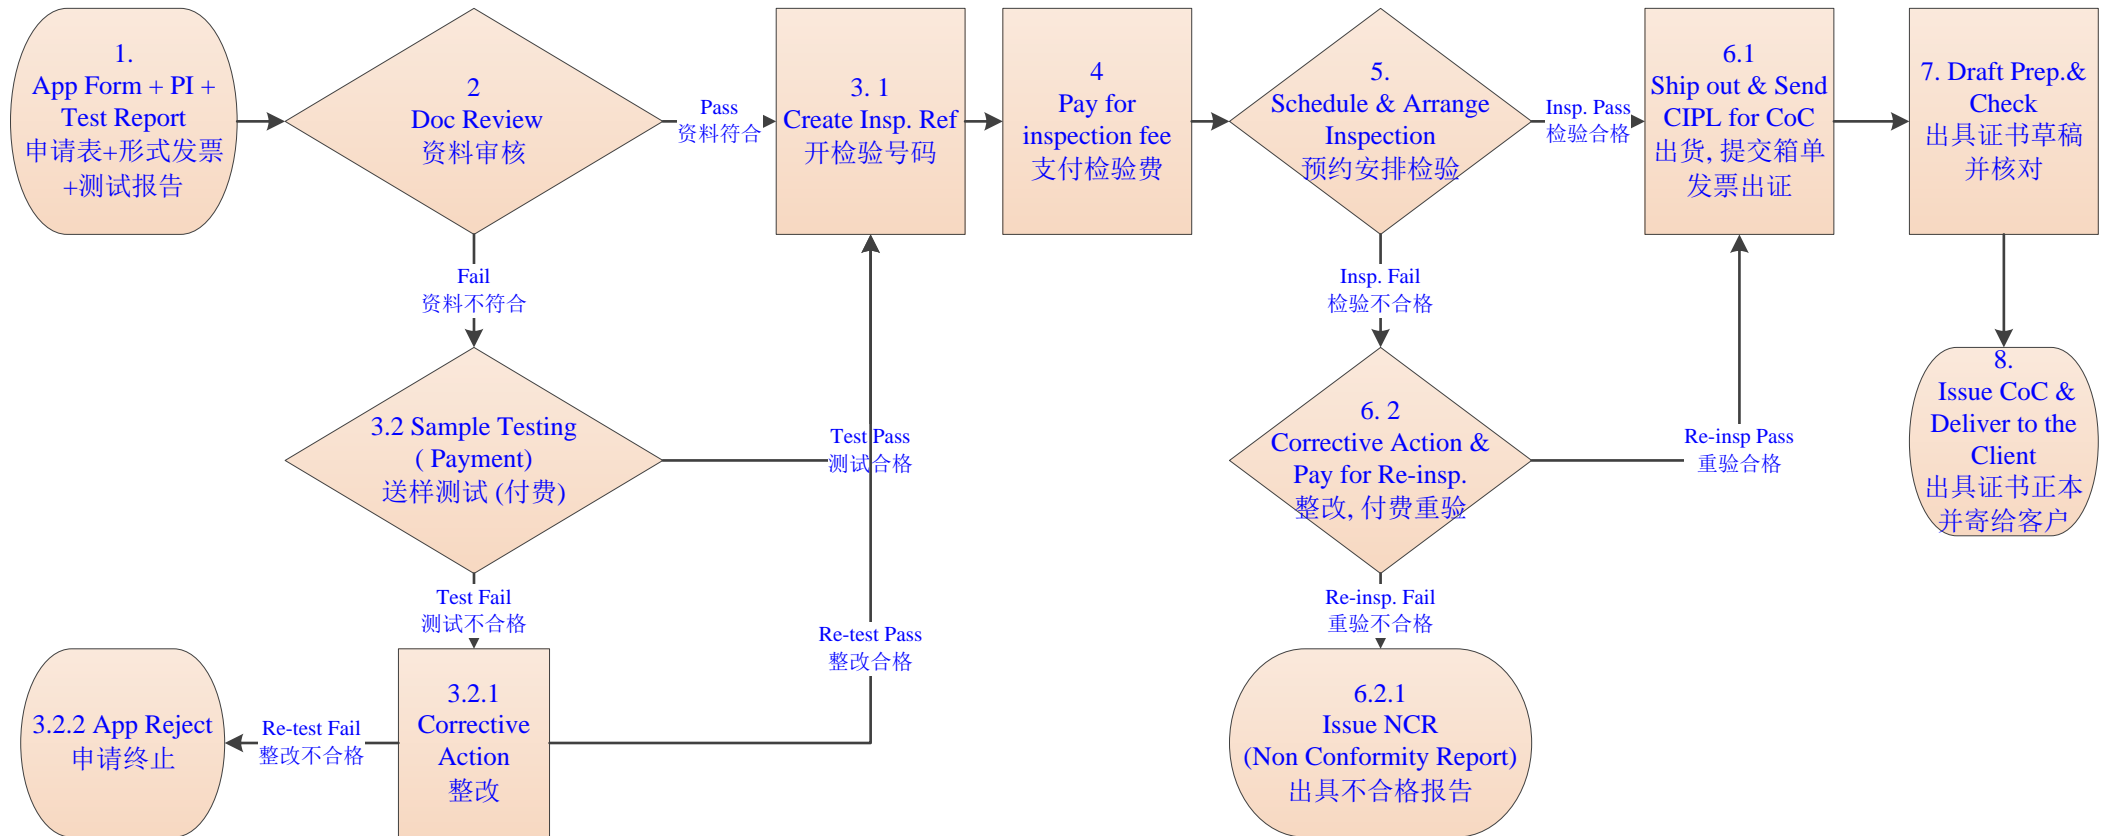 1.
App Form + PI +
Test Report
申请表+形式发票
+测试报告
2
Doc Review
资料审核
Pass
资料符合
3. 1
Create Insp. Ref
开检验号码
4
Pay for
inspection fee
支付检验费
5.
Schedule & Arrange
Inspection
预约安排检验
Insp. Pass
检验合格
6.1
Ship out & Send
CIPL for CoC
出货, 提交箱单
发票出证
7. Draft Prep.&
Check
出具证书草稿
并核对
Fail
资料不符合
Insp. Fail
检验不合格
3.2 Sample Testing
( Payment)
送样测试 (付费)
Test Pass
测试合格
6. 2
Corrective Action &
Pay for Re-insp.
整改, 付费重验
Re-insp Pass
重验合格
8.
Issue CoC &
Deliver to the
Client
出具证书正本
并寄给客户
Test Fail
测试不合格
Re-test Pass
整改合格
Re-insp. Fail
重验不合格
3.2.2 App Reject
申请终止
Re-test Fail
整改不合格
3.2.1
Corrective
Action
整改
6.2.1
Issue NCR
(Non Conformity Report)
出具不合格报告